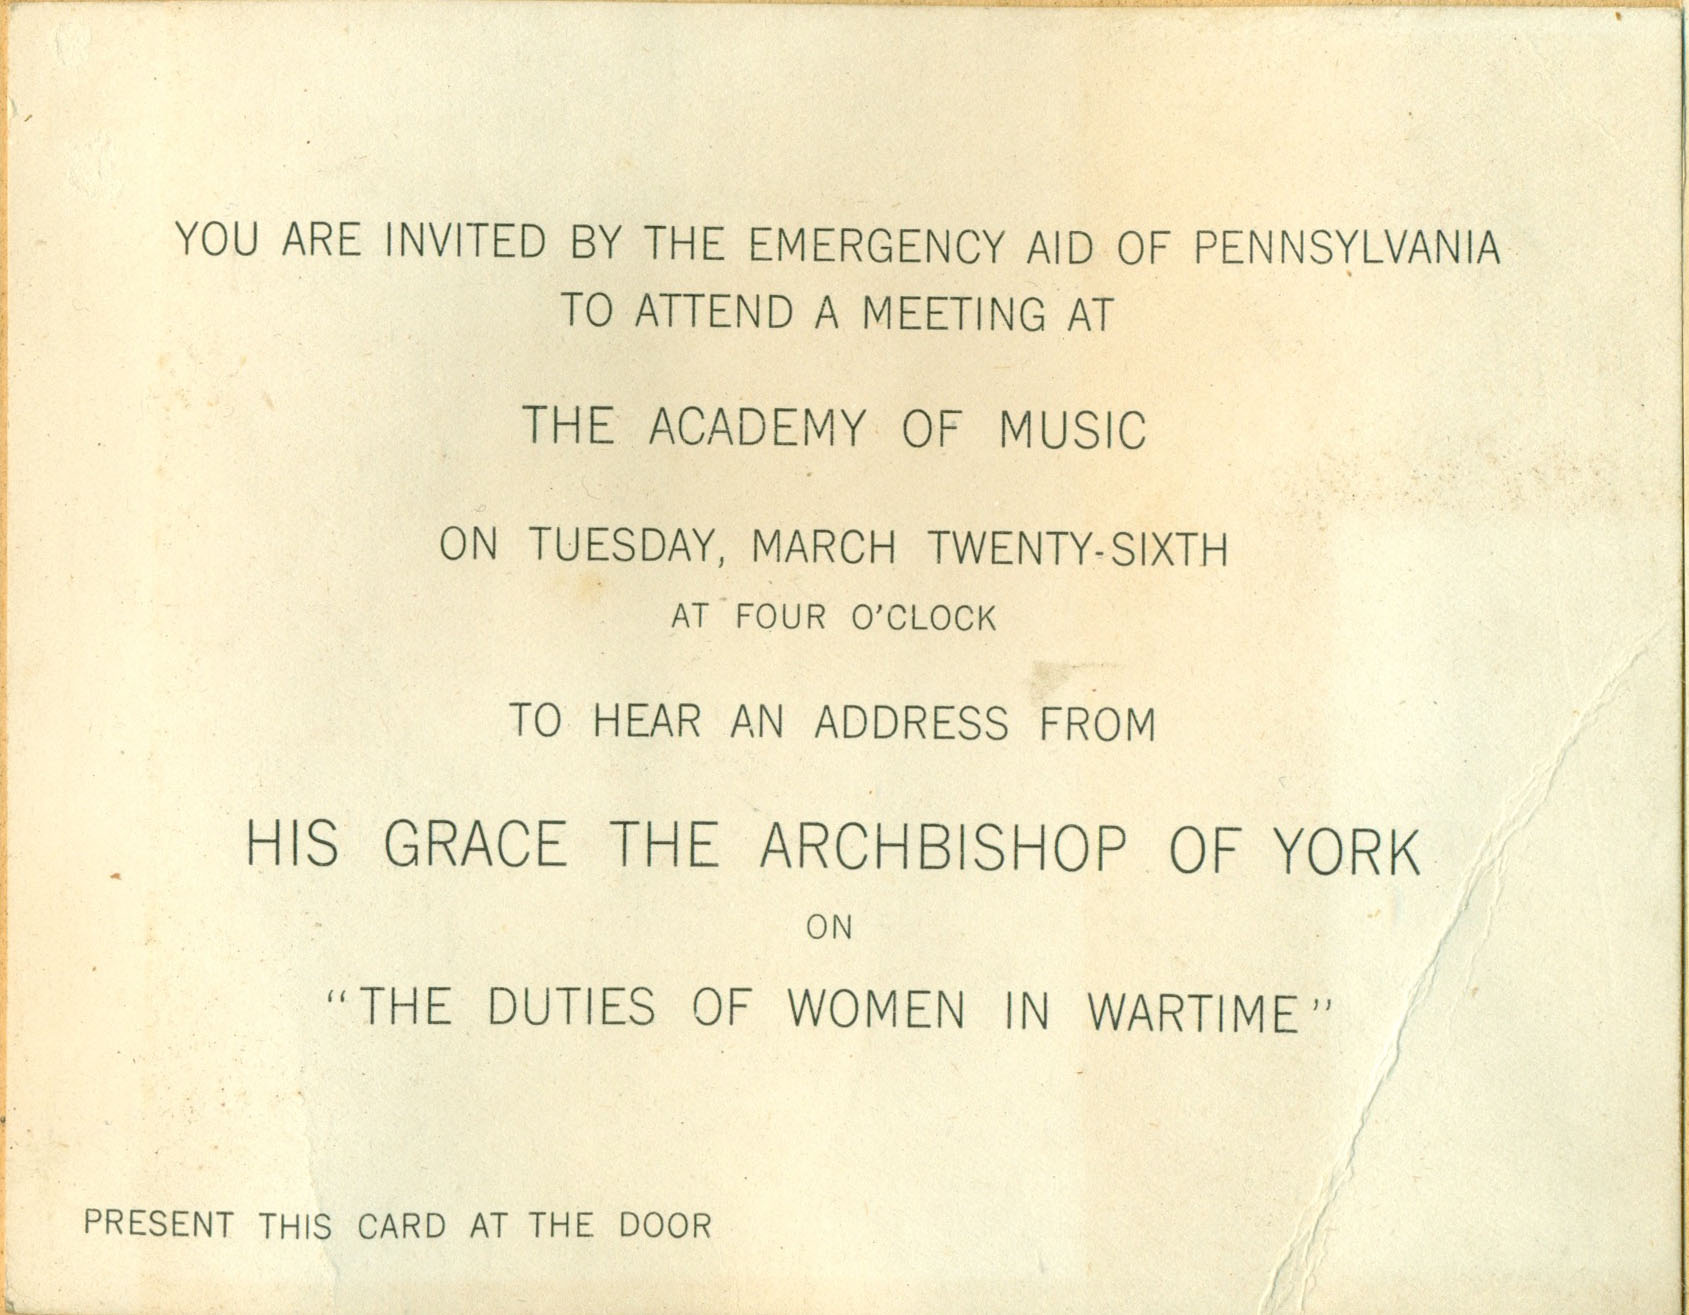 YOU ARE INVITED BY THE EMERGENCY AID OF PENNSYLVANIA
TO ATTEND A MEETING AT
THE ACADEMY OF MUSIC
ON TUESDAY, MARCH TWENTY-SIXTH
AT FOUR O'CLOCK
TO HEAR AN ADDRESS FROM
HIS GRACE THE ARCHBISHOP OF YORK
ON
“THE DUTIES OF WOMEN IN WARTIME”
PRESENT THIS CARD AT THE DOOR